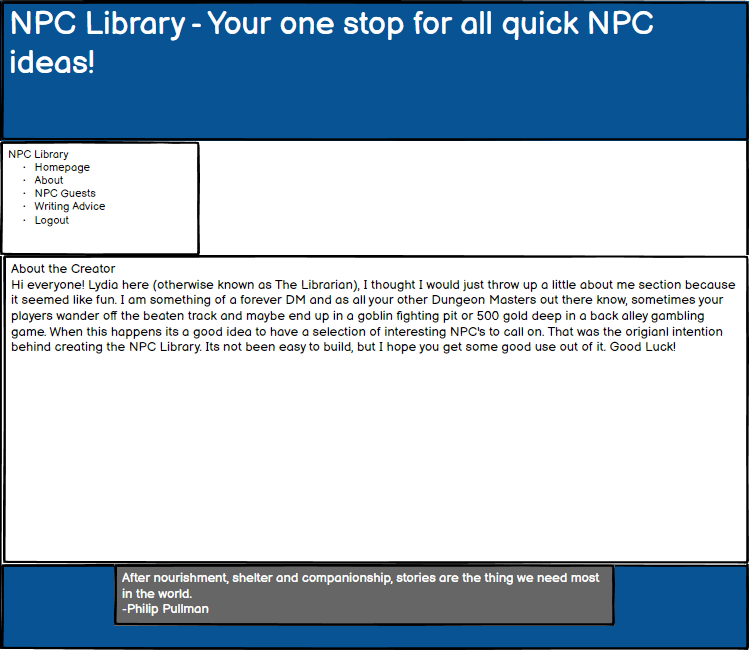 NPC Library - Your one stop for all quick NPC
ideas!
NPC Library
· Homepage
· About
· NPC Guests
· Writing Advice
· Logout
About the Creator
Hi everyone! Lydia here (otherwise known as The Librarian), I thought I would just throw up a little about me section because
it seemed like fun. I am something of a forever DM and as all your other Dungeon Masters out there know, sometimes your
players wander off the beaten track and maybe end up in a goblin fighting pit or 500 gold deep in a back alley gambling
game. When this happens its a good idea to have a selection of interesting NPC's to call on. That was the origianl intention
behind creating the NPC Library. Its not been easy to build, but I hope you get some good use out of it. Good Luck!
After nourishment, shelter and companionship, stories are the thing we need most
in the world.
-Philip Pullman